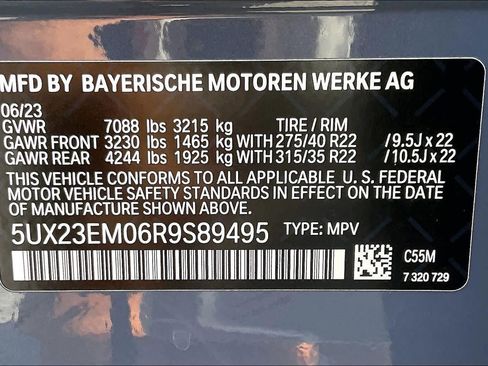 MFD BY BAYERISCHE MOTOREN WERKE AG
06/23
GVWR 7088 lbs 3215 kg TIRE / RIM
GAWR FRONT 3230 lbs 1465 kg WITH 275/40 R22 / 9.5J x 22
GAWR REAR 4244 lbs 1925 kg WITH 315/35 R22 / 10.5J x 22
THIS VEHICLE CONFORMS TO ALL APPLICABLE U. S. FEDERAL
MOTOR VEHICLE SAFETY STANDARDS IN EFFECT ON THE DATE
OF MANUFACTURE SHOWN ABOVE.
5UX23EM06R9S89495 TYPE: MPV
C55M
7 320 729